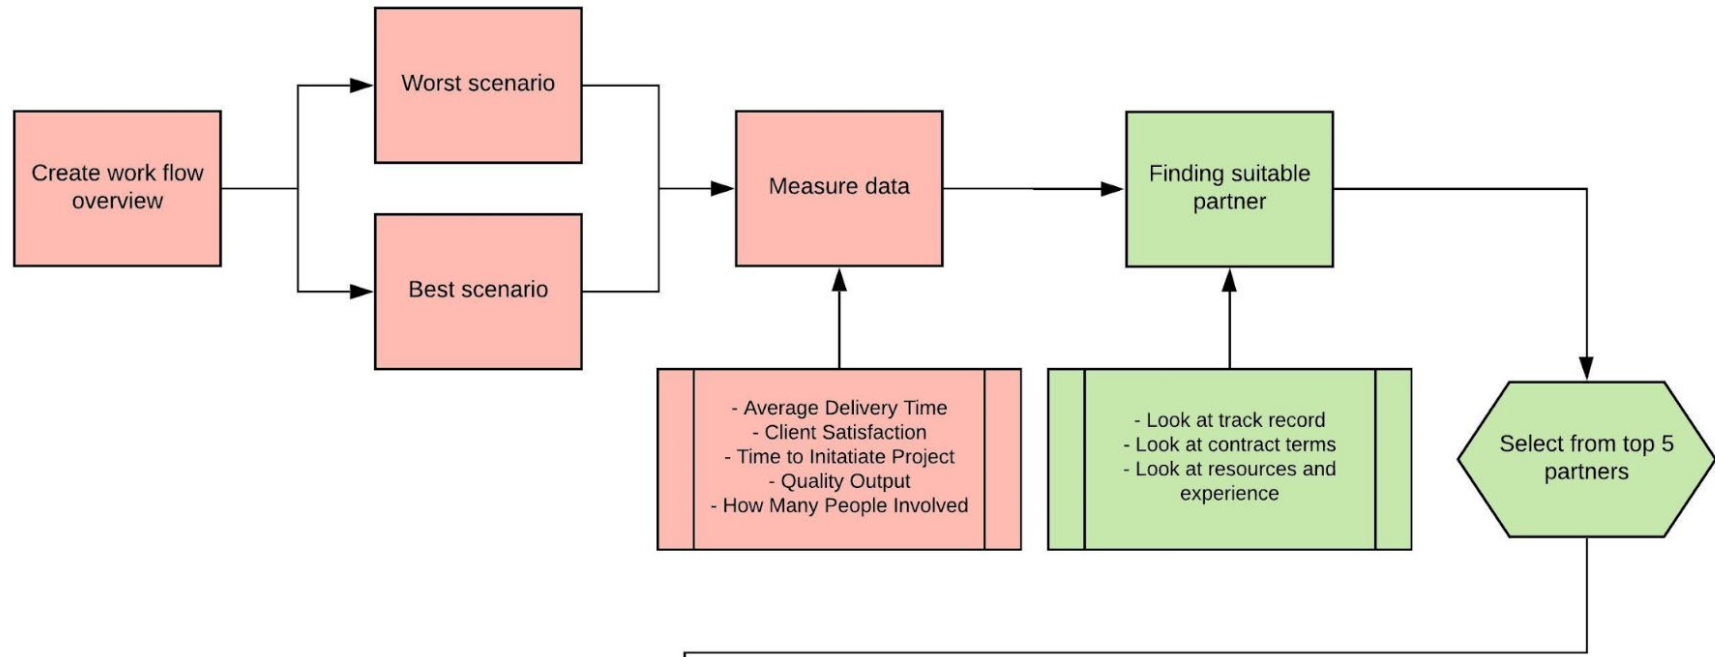 Worst scenario
Create work flow
overview
Best scenario
Measure data
Finding suitable
partner
- Average Delivery Time
- Client Satisfaction
- Time to Initatiate Project
- Quality Output
- How Many People Involved
- Look at track record
- Look at contract terms
- Look at resources and
experience
Select from top 5
partners